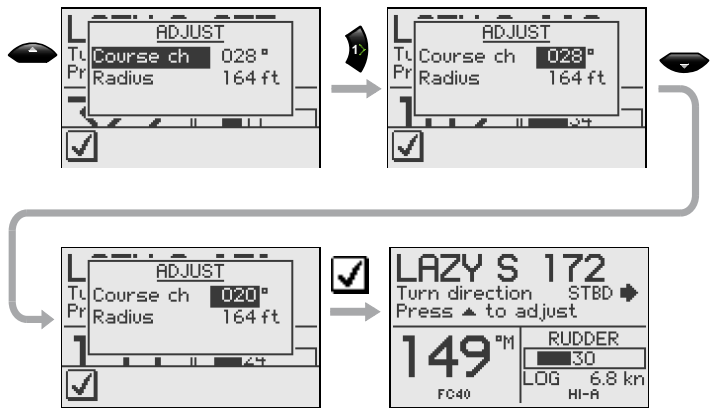 ADJUST
Course ch 028°
Radius 164 ft
1
ADJUST
Course ch 028°
Radius 164 ft
ADJUST
Course ch 020°
Radius 164 ft
LAZY S 172
Turn direction STBD
Press ▲ to adjust
149°M
FC40
RUDDER
30
LOG 6.8 kn
HI-A